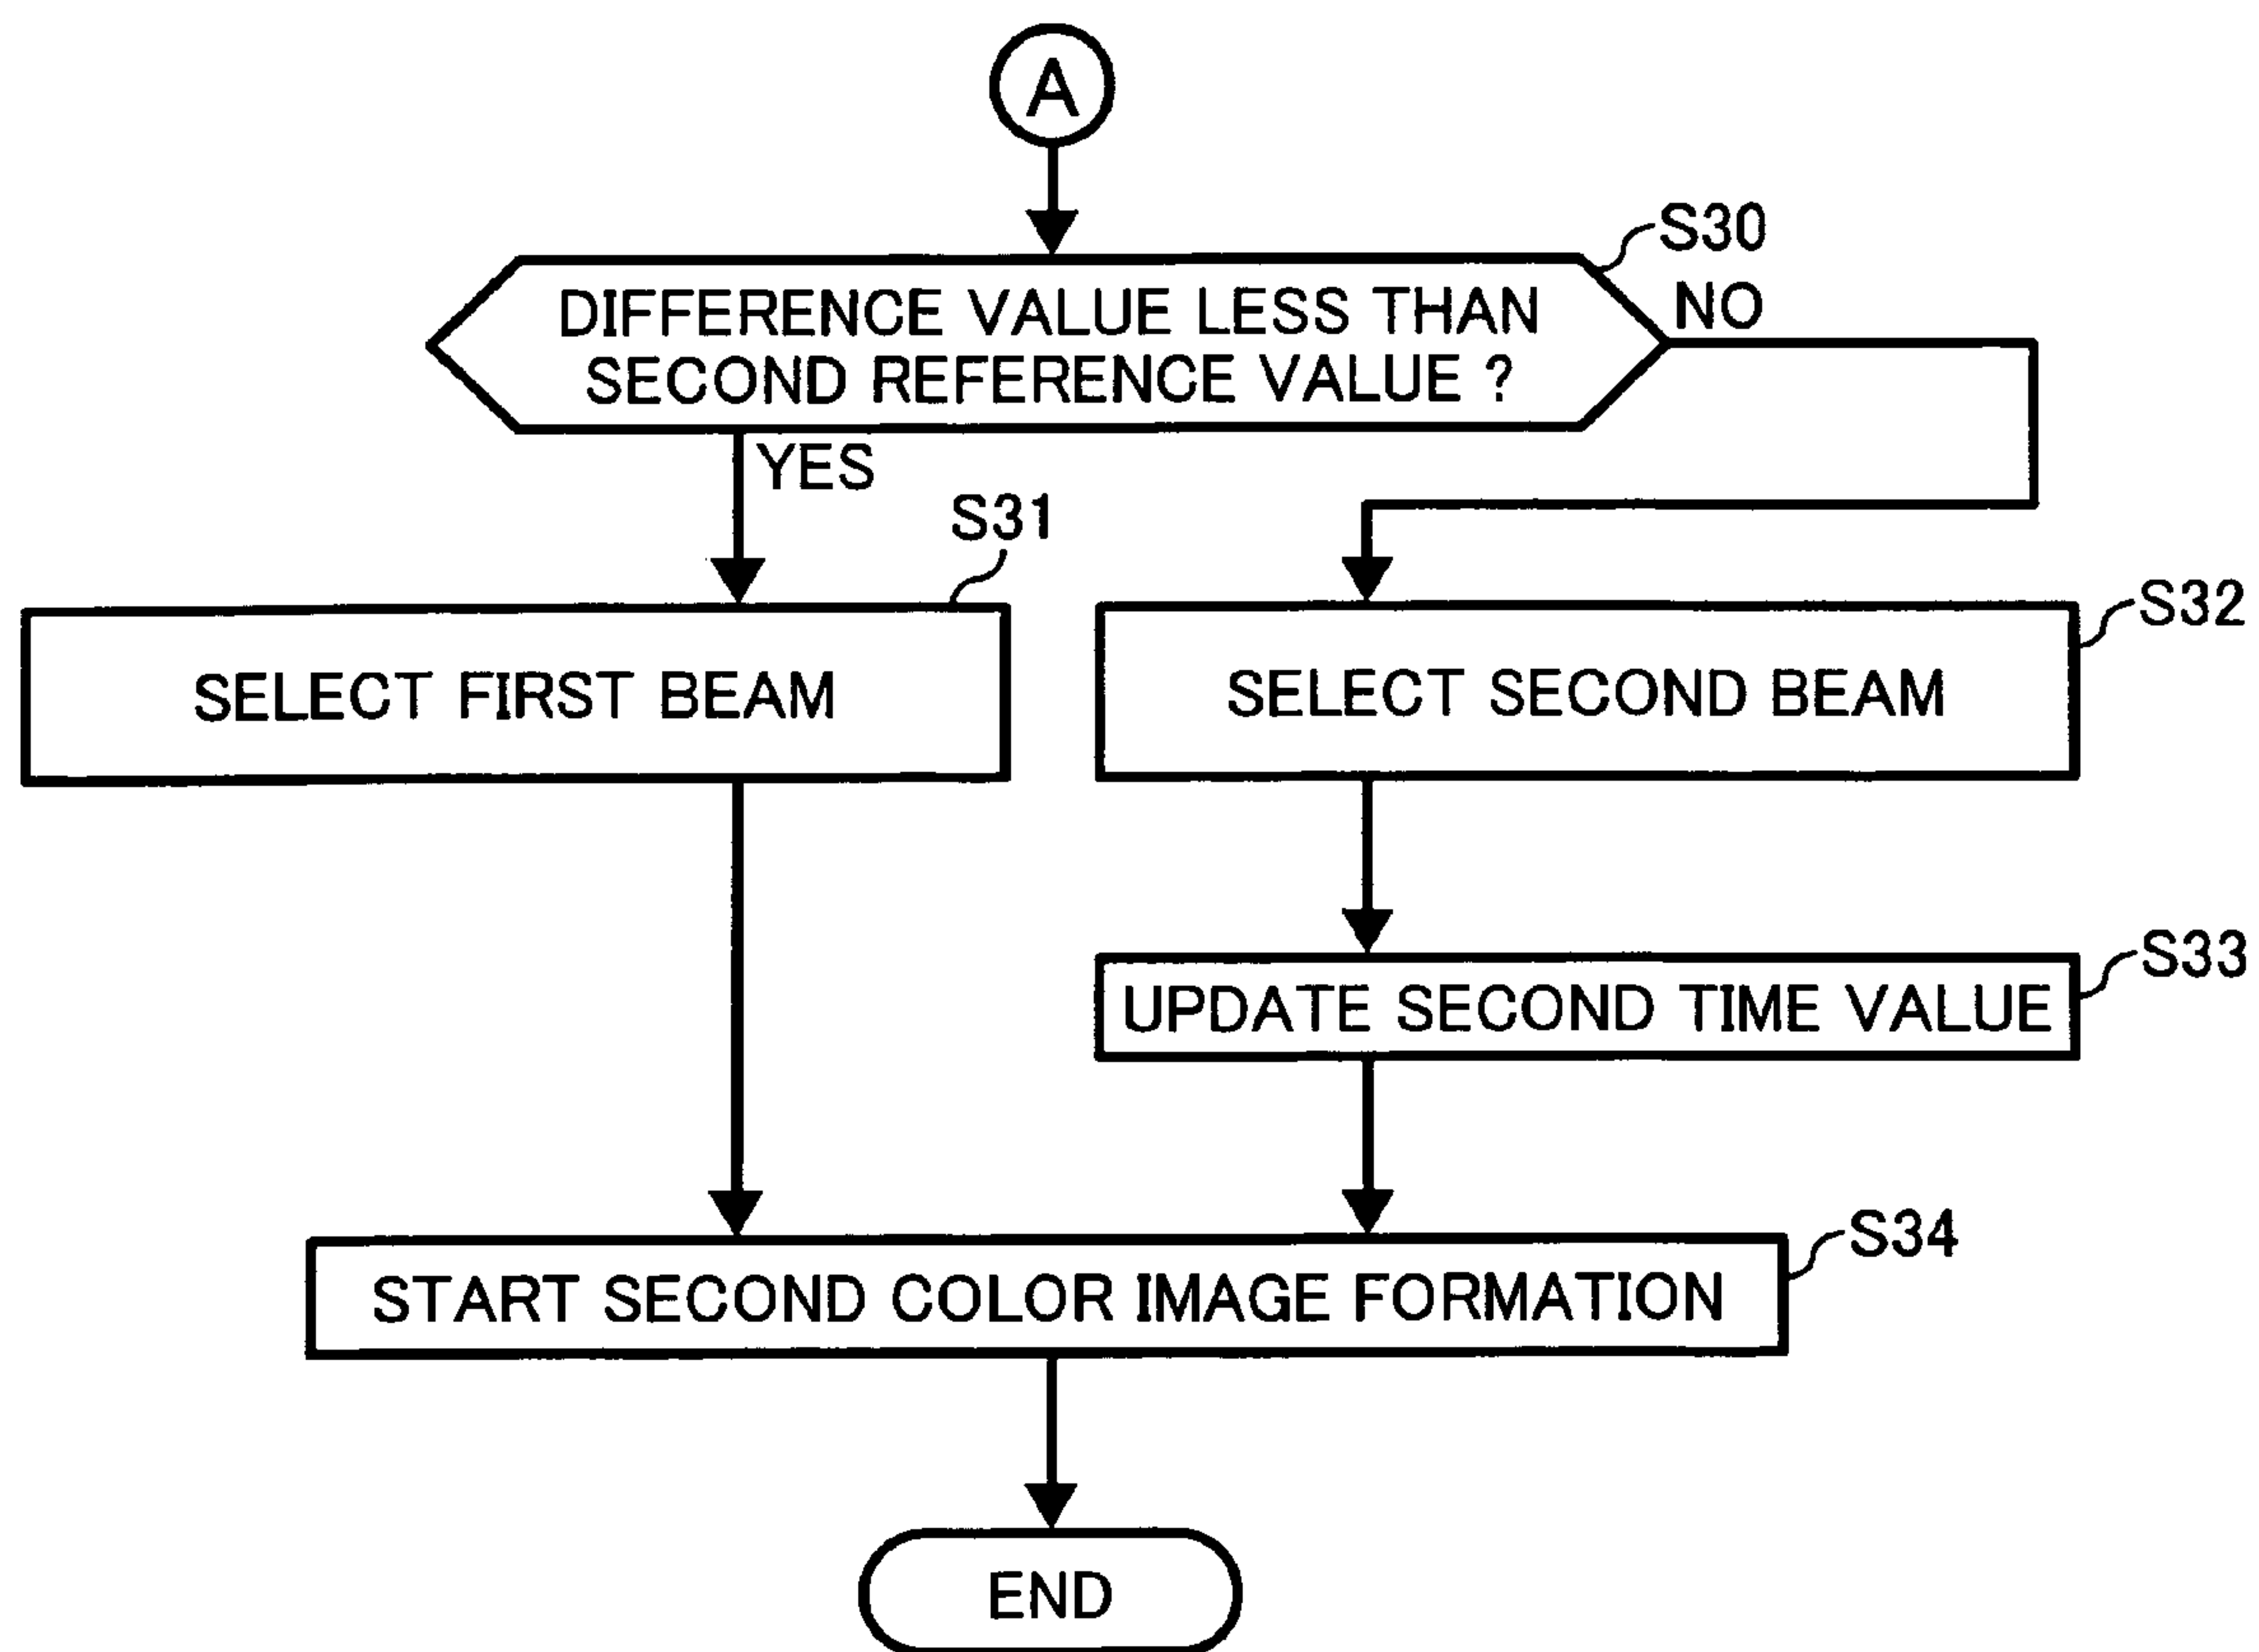 A
S30
DIFFERENCE VALUE LESS THAN
SECOND REFERENCE VALUE ?
NO
YES
S31
SELECT FIRST BEAM
S32
SELECT SECOND BEAM
S33
UPDATE SECOND TIME VALUE
S34
START SECOND COLOR IMAGE FORMATION
END